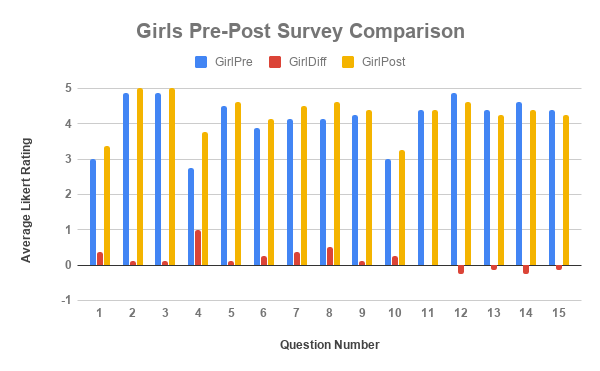 Girls Pre-Post Survey Comparison
GirlPre GirlDiff GirlPost
Average Likert Rating
5
4
3
2
1
0
-1
1 2 3 4 5 6 7 8 9 10 11 12 13 14 15
Question Number